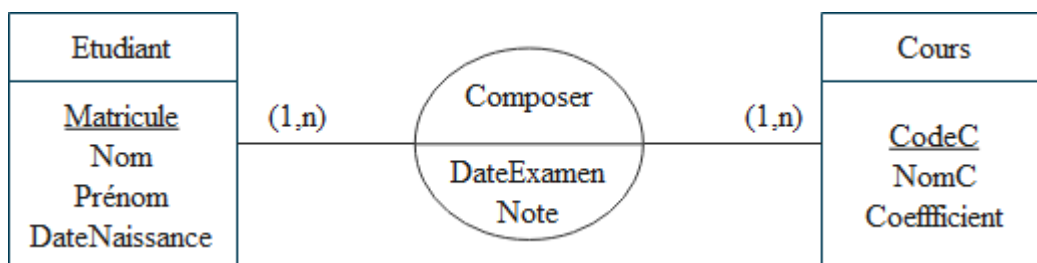 Etudiant
Matricule
Nom
Prénom
DateNaissance
(1,n)
Composer
DateExamen
Note
(1,n)
Cours
CodeC
NomC
Coeffficient